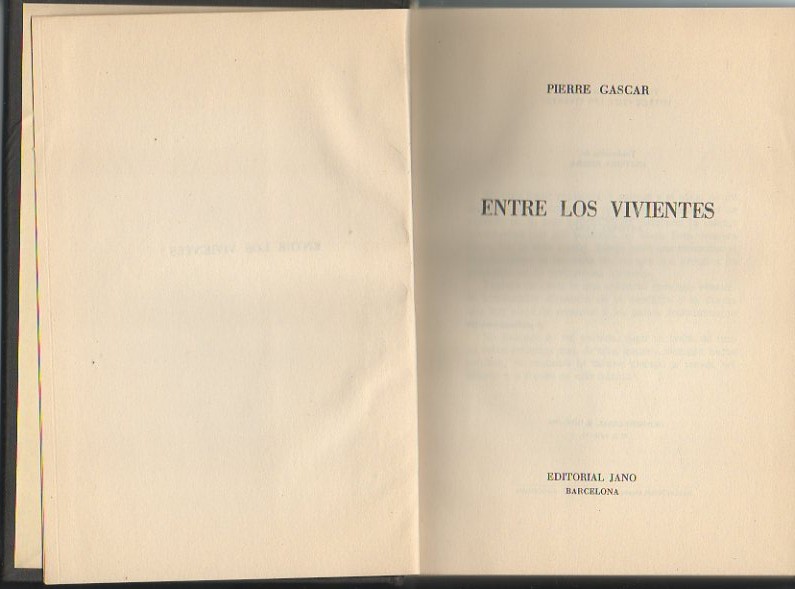 PIERRE GASCAR
ENTRE LOS VIVIENTES
EDITORIAL JANO
BARCELONA